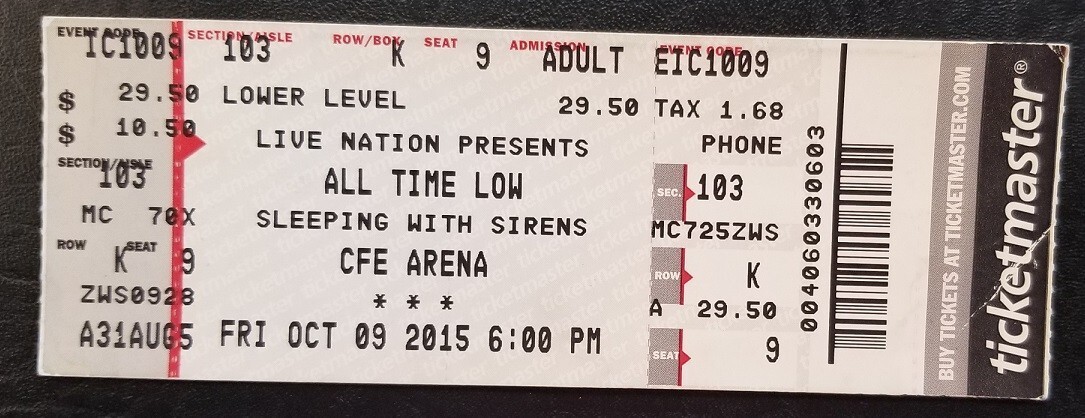 EVENT CODE SECTION/AISLE ROW/BOX SEAT ADMISSION EVENT CODE
IC1009 103 K 9 ADULT EIC1009
$ 29.50 LOWER LEVEL 29.50 TAX 1.68
$ 10.50 LIVE NATION PRESENTS PHONE
SECTION/AISLE
103 ALL TIME LOW SEC. 103
MC 70X SLEEPING WITH SIRENS MC725ZWS
ROW SEAT
K 9 CFE ARENA ROW K
ZWS0928 * * * A 29.50
A31AUG5 FRI OCT 09 2015 6:00 PM SEAT 9
00406033030603
BUY TICKETS AT TICKETMASTER.COM
ticketmaster®